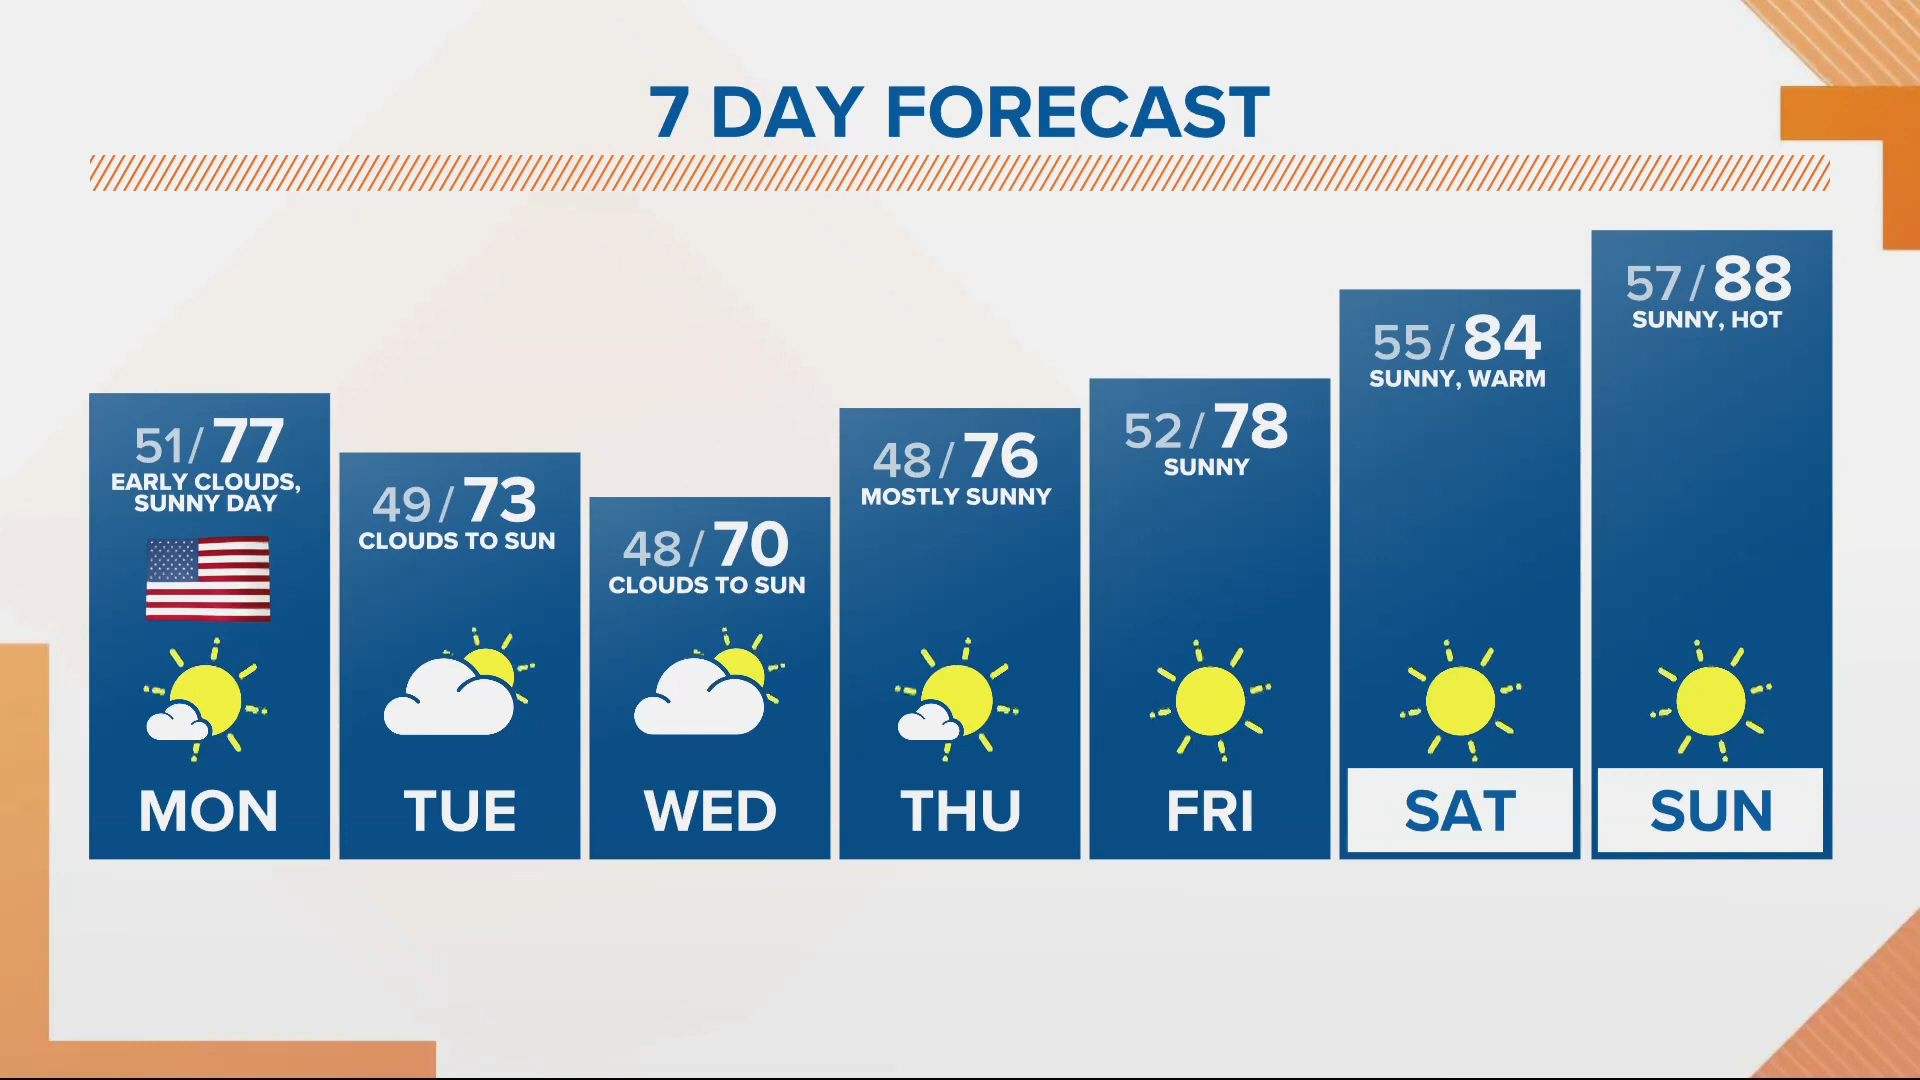 7 DAY FORECAST
51/77
EARLY CLOUDS,
SUNNY DAY
MON
49/73
CLOUDS TO SUN
TUE
48/70
CLOUDS TO SUN
WED
48/76
MOSTLY SUNNY
THU
52/78
SUNNY
FRI
55/84
SUNNY, WARM
SAT
57/88
SUNNY, HOT
SUN